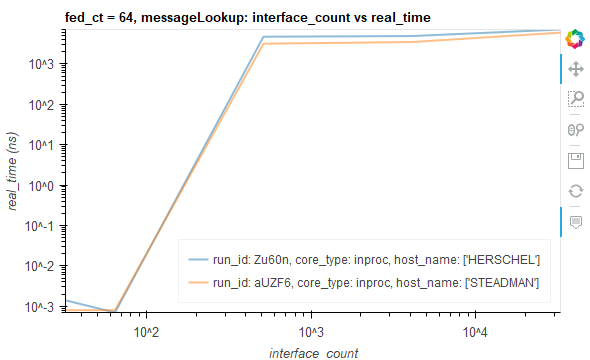 fed_ct = 64, messageLookup: interface_count vs real_time
real_time (ns)
10^3
10^2
10^1
10^0
10^-1
10^-2
10^-3
run_id: Zu60n, core_type: inproc, host_name: ['HERSCHEL']
run_id: aUZF6, core_type: inproc, host_name: ['STEADMAN']
10^2 10^3 10^4
interface_count